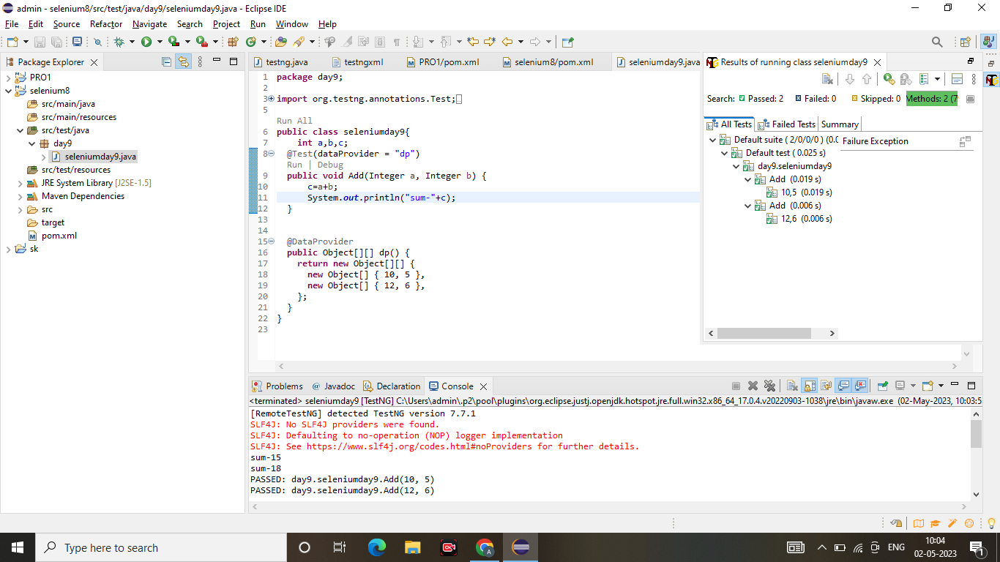 admin - selenium8/src/test/java/day9/seleniumday9.java - Eclipse IDE
File Edit Source Refactor Navigate Search Project Run Window Help
Package Explorer
PRO1
selenium8
src/main/java
src/main/resources
src/test/java
day9
seleniumday9.java
src/test/resources
JRE System Library [J2SE-1.5]
Maven Dependencies
src
target
pom.xml
sk
testng.java testngxml PRO1/pom.xml selenium8/pom.xml seleniumday9.java
1 package day9;
2
3 import org.testng.annotations.Test;
5
Run All
6 public class seleniumday9{
7 int a,b,c;
8 @Test(dataProvider = "dp")
Run | Debug
9 public void Add(Integer a, Integer b) {
10 c=a+b;
11 System.out.println("sum-"+c);
12 }
13
14
15 @DataProvider
16 public Object[][] dp() {
17 return new Object[][] {
18 new Object[] { 10, 5 },
19 new Object[] { 12, 6 },
20 };
21 }
22 }
23
Results of running class seleniumday9
Search: Passed: 2 Failed: 0 Skipped: 0 Methods: 2 (7
All Tests Failed Tests Summary
Default suite ( 2/0/0/0 ) (0.0
Default test ( 0.025 s)
day9.seleniumday9
Add (0.019 s)
10,5 (0.019 s)
Add (0.006 s)
12,6 (0.006 s)
Failure Exception
Problems Javadoc Declaration Console
<terminated> seleniumday9 [TestNG] C:\Users\admin\.p2\pool\plugins\org.eclipse.justj.openjdk.hotspot.jre.full.win32.x86_64_17.0.4.v20220903-1038\jre\bin\javaw.exe (02-May-2023, 10:03:5
[RemoteTestNG] detected TestNG version 7.7.1
SLF4J: No SLF4J providers were found.
SLF4J: Defaulting to no-operation (NOP) logger implementation
SLF4J: See https://www.slf4j.org/codes.html#noProviders for further details.
sum-15
sum-18
PASSED: day9.seleniumday9.Add(10, 5)
PASSED: day9.seleniumday9.Add(12, 6)
Type here to search
ENG
10:04
02-05-2023
1